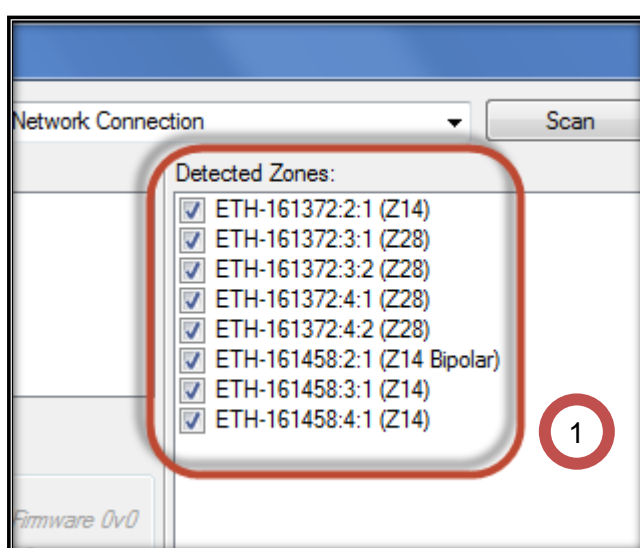 Network Connection
Scan
Detected Zones:
ETH-161372:2:1 (Z14)
ETH-161372:3:1 (Z28)
ETH-161372:3:2 (Z28)
ETH-161372:4:1 (Z28)
ETH-161372:4:2 (Z28)
ETH-161458:2:1 (Z14 Bipolar)
ETH-161458:3:1 (Z14)
ETH-161458:4:1 (Z14)
1
Firmware 0v0